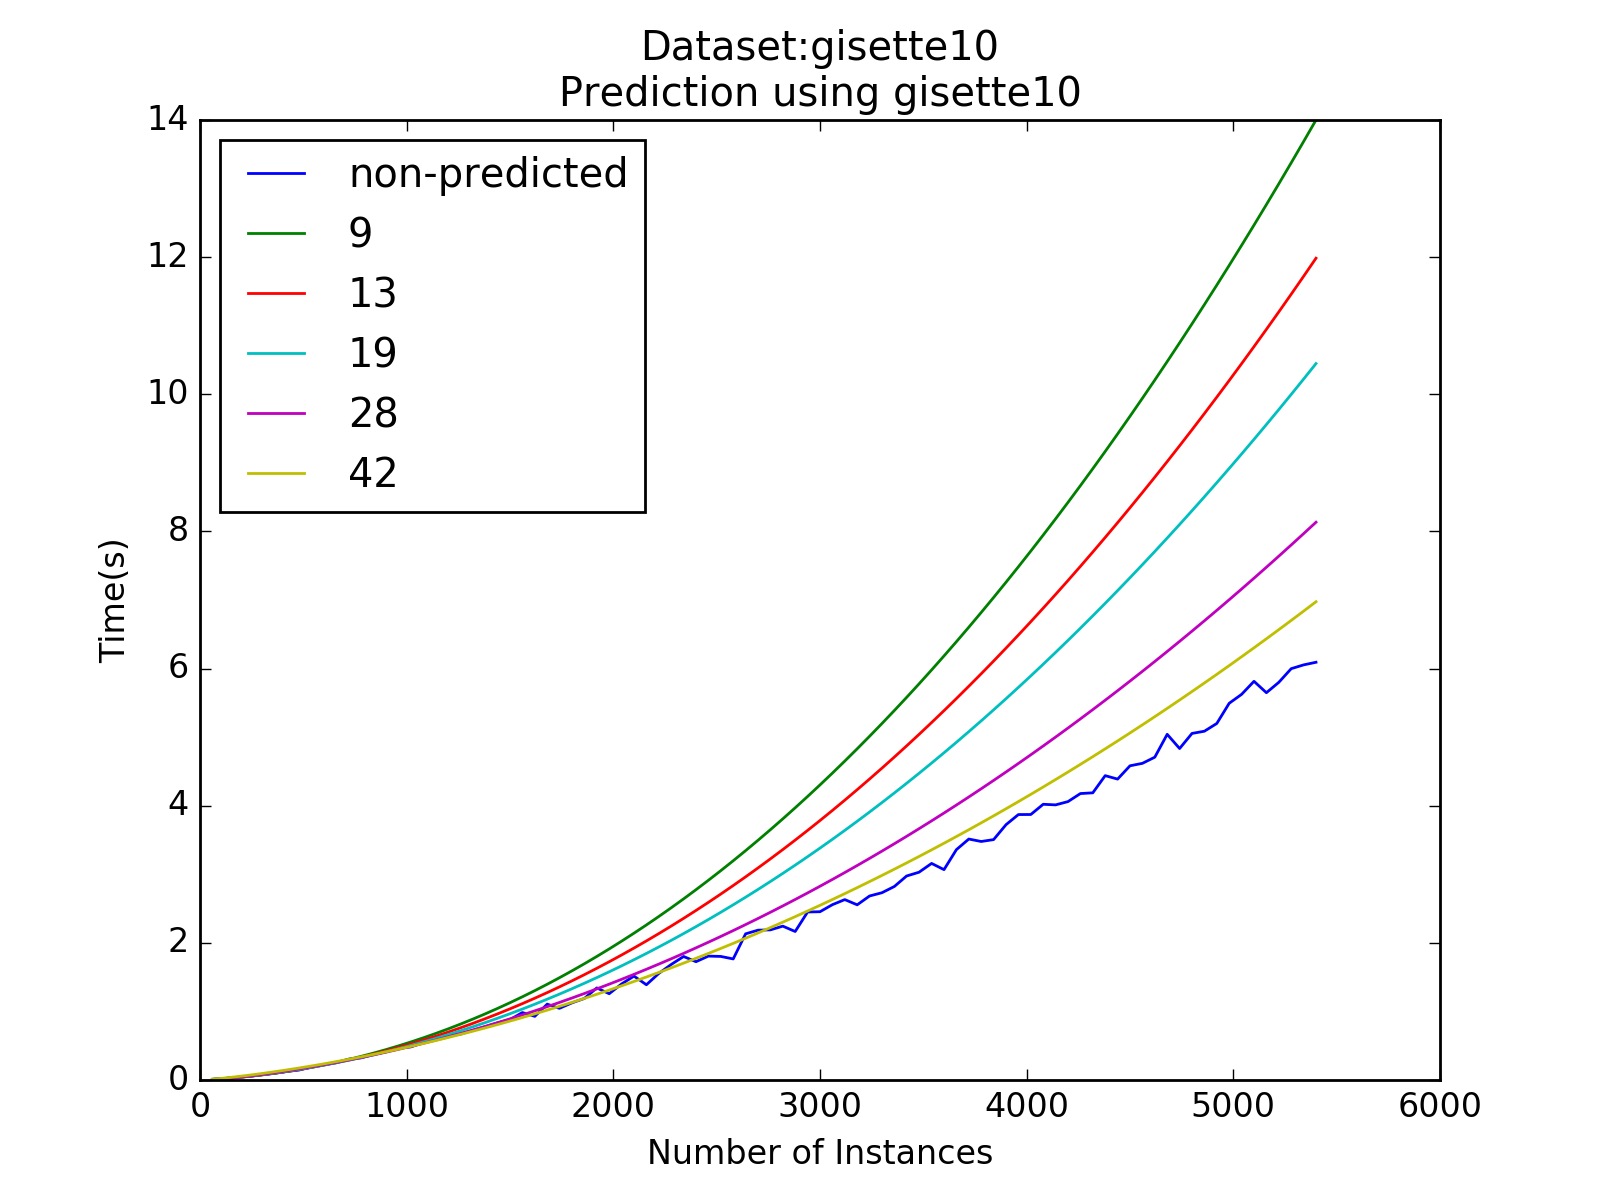 Dataset:gisette10
Prediction using gisette10
14
12
10
8
6
4
2
0
non-predicted
9
13
19
28
42
Time(s)
0 1000 2000 3000 4000 5000 6000
Number of Instances